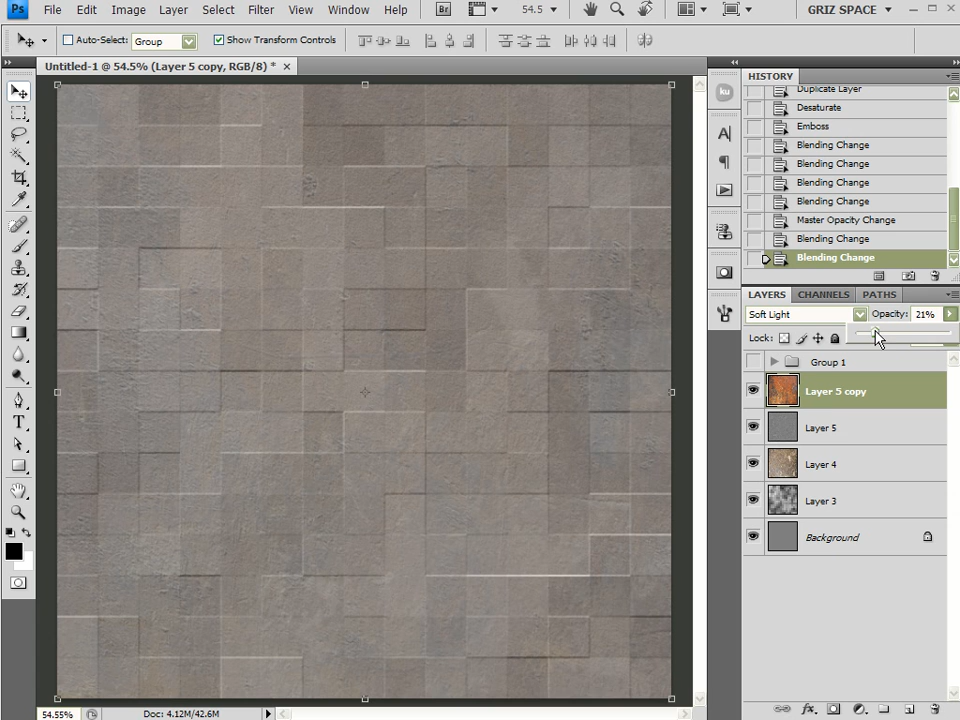 Ps File Edit Image Layer Select Filter View Window Help Br 54.5 GRIZ SPACE
Auto-Select: Group Show Transform Controls
Untitled-1 @ 54.5% (Layer 5 copy, RGB/8) *
HISTORY
Duplicate Layer
Desaturate
Emboss
Blending Change
Blending Change
Blending Change
Blending Change
Master Opacity Change
Blending Change
Blending Change
LAYERS CHANNELS PATHS
Soft Light Opacity: 21%
Lock:
Group 1
Layer 5 copy
Layer 5
Layer 4
Layer 3
Background
54.55% Doc: 4.12M/42.6M
ku
A
T
fx